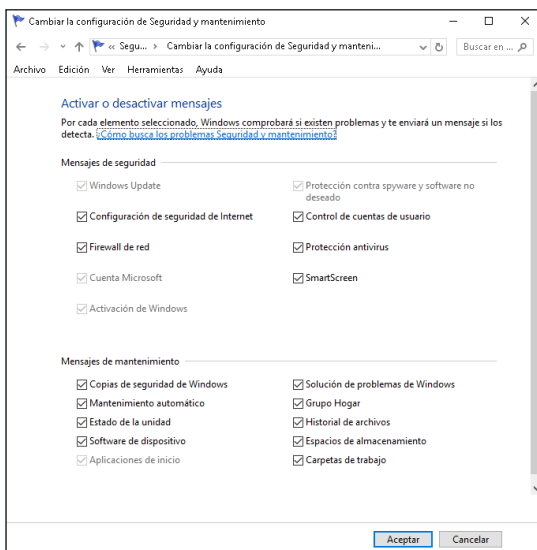 Cambiar la configuración de Seguridad y mantenimiento
« Segu... > Cambiar la configuración de Seguridad y manteni...
Buscar en ...
Archivo Edición Ver Herramientas Ayuda
Activar o desactivar mensajes
Por cada elemento seleccionado, Windows comprobará si existen problemas y te enviará un mensaje si los
detecta. ¿Cómo busca los problemas Seguridad y mantenimiento?
Mensajes de seguridad
Windows Update
Protección contra spyware y software no
deseado
Configuración de seguridad de Internet
Control de cuentas de usuario
Firewall de red
Protección antivirus
Cuenta Microsoft
SmartScreen
Activación de Windows
Mensajes de mantenimiento
Copias de seguridad de Windows
Solución de problemas de Windows
Mantenimiento automático
Grupo Hogar
Estado de la unidad
Historial de archivos
Software de dispositivo
Espacios de almacenamiento
Aplicaciones de inicio
Carpetas de trabajo
Aceptar
Cancelar